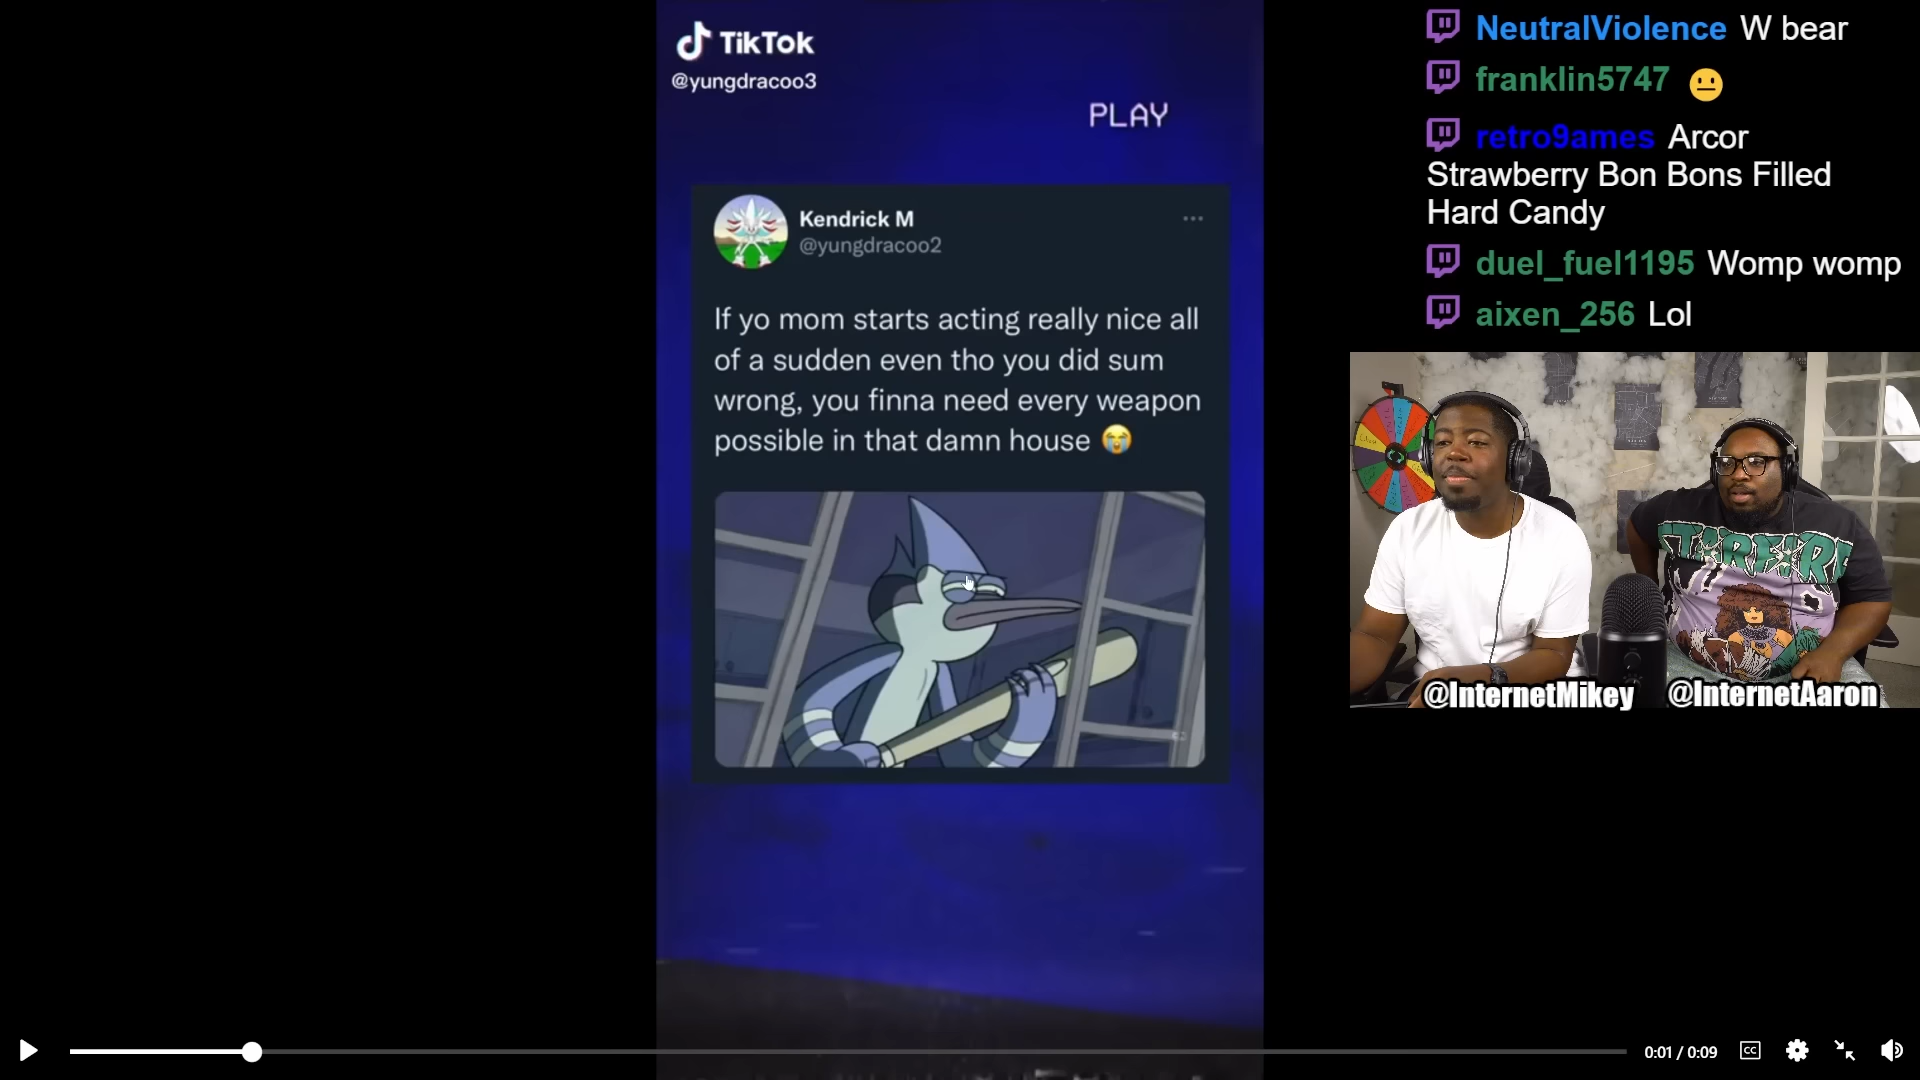 TikTok
@yungdracoo3
PLAY
Kendrick M
@yungdracoo2
If yo mom starts acting really nice all
of a sudden even tho you did sum
wrong, you finna need every weapon
possible in that damn house 😭
NeutralViolence W bear
franklin5747 😐
retro9ames Arcor
Strawberry Bon Bons Filled
Hard Candy
duel_fuel1195 Womp womp
aixen_256 Lol
@InternetMikey
@InternetAaron
0:01 / 0:09
CC